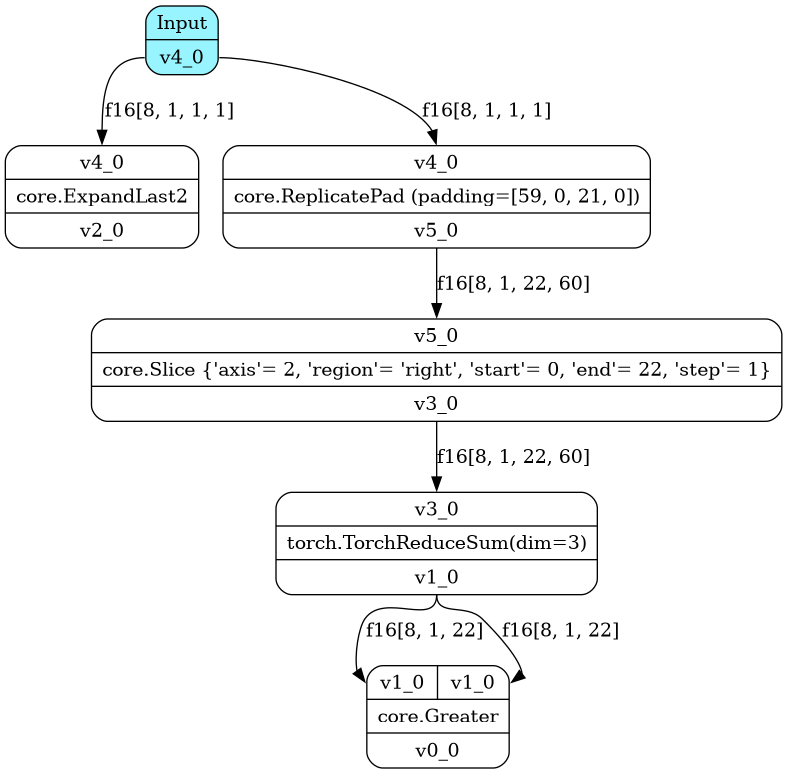 Input
v4_0
f16[8, 1, 1, 1]
f16[8, 1, 1, 1]
v4_0
core.ExpandLast2
v2_0
v4_0
core.ReplicatePad (padding=[59, 0, 21, 0])
v5_0
f16[8, 1, 22, 60]
v5_0
core.Slice {'axis'= 2, 'region'= 'right', 'start'= 0, 'end'= 22, 'step'= 1}
v3_0
f16[8, 1, 22, 60]
v3_0
torch.TorchReduceSum(dim=3)
v1_0
f16[8, 1, 22]
f16[8, 1, 22]
v1_0
v1_0
core.Greater
v0_0